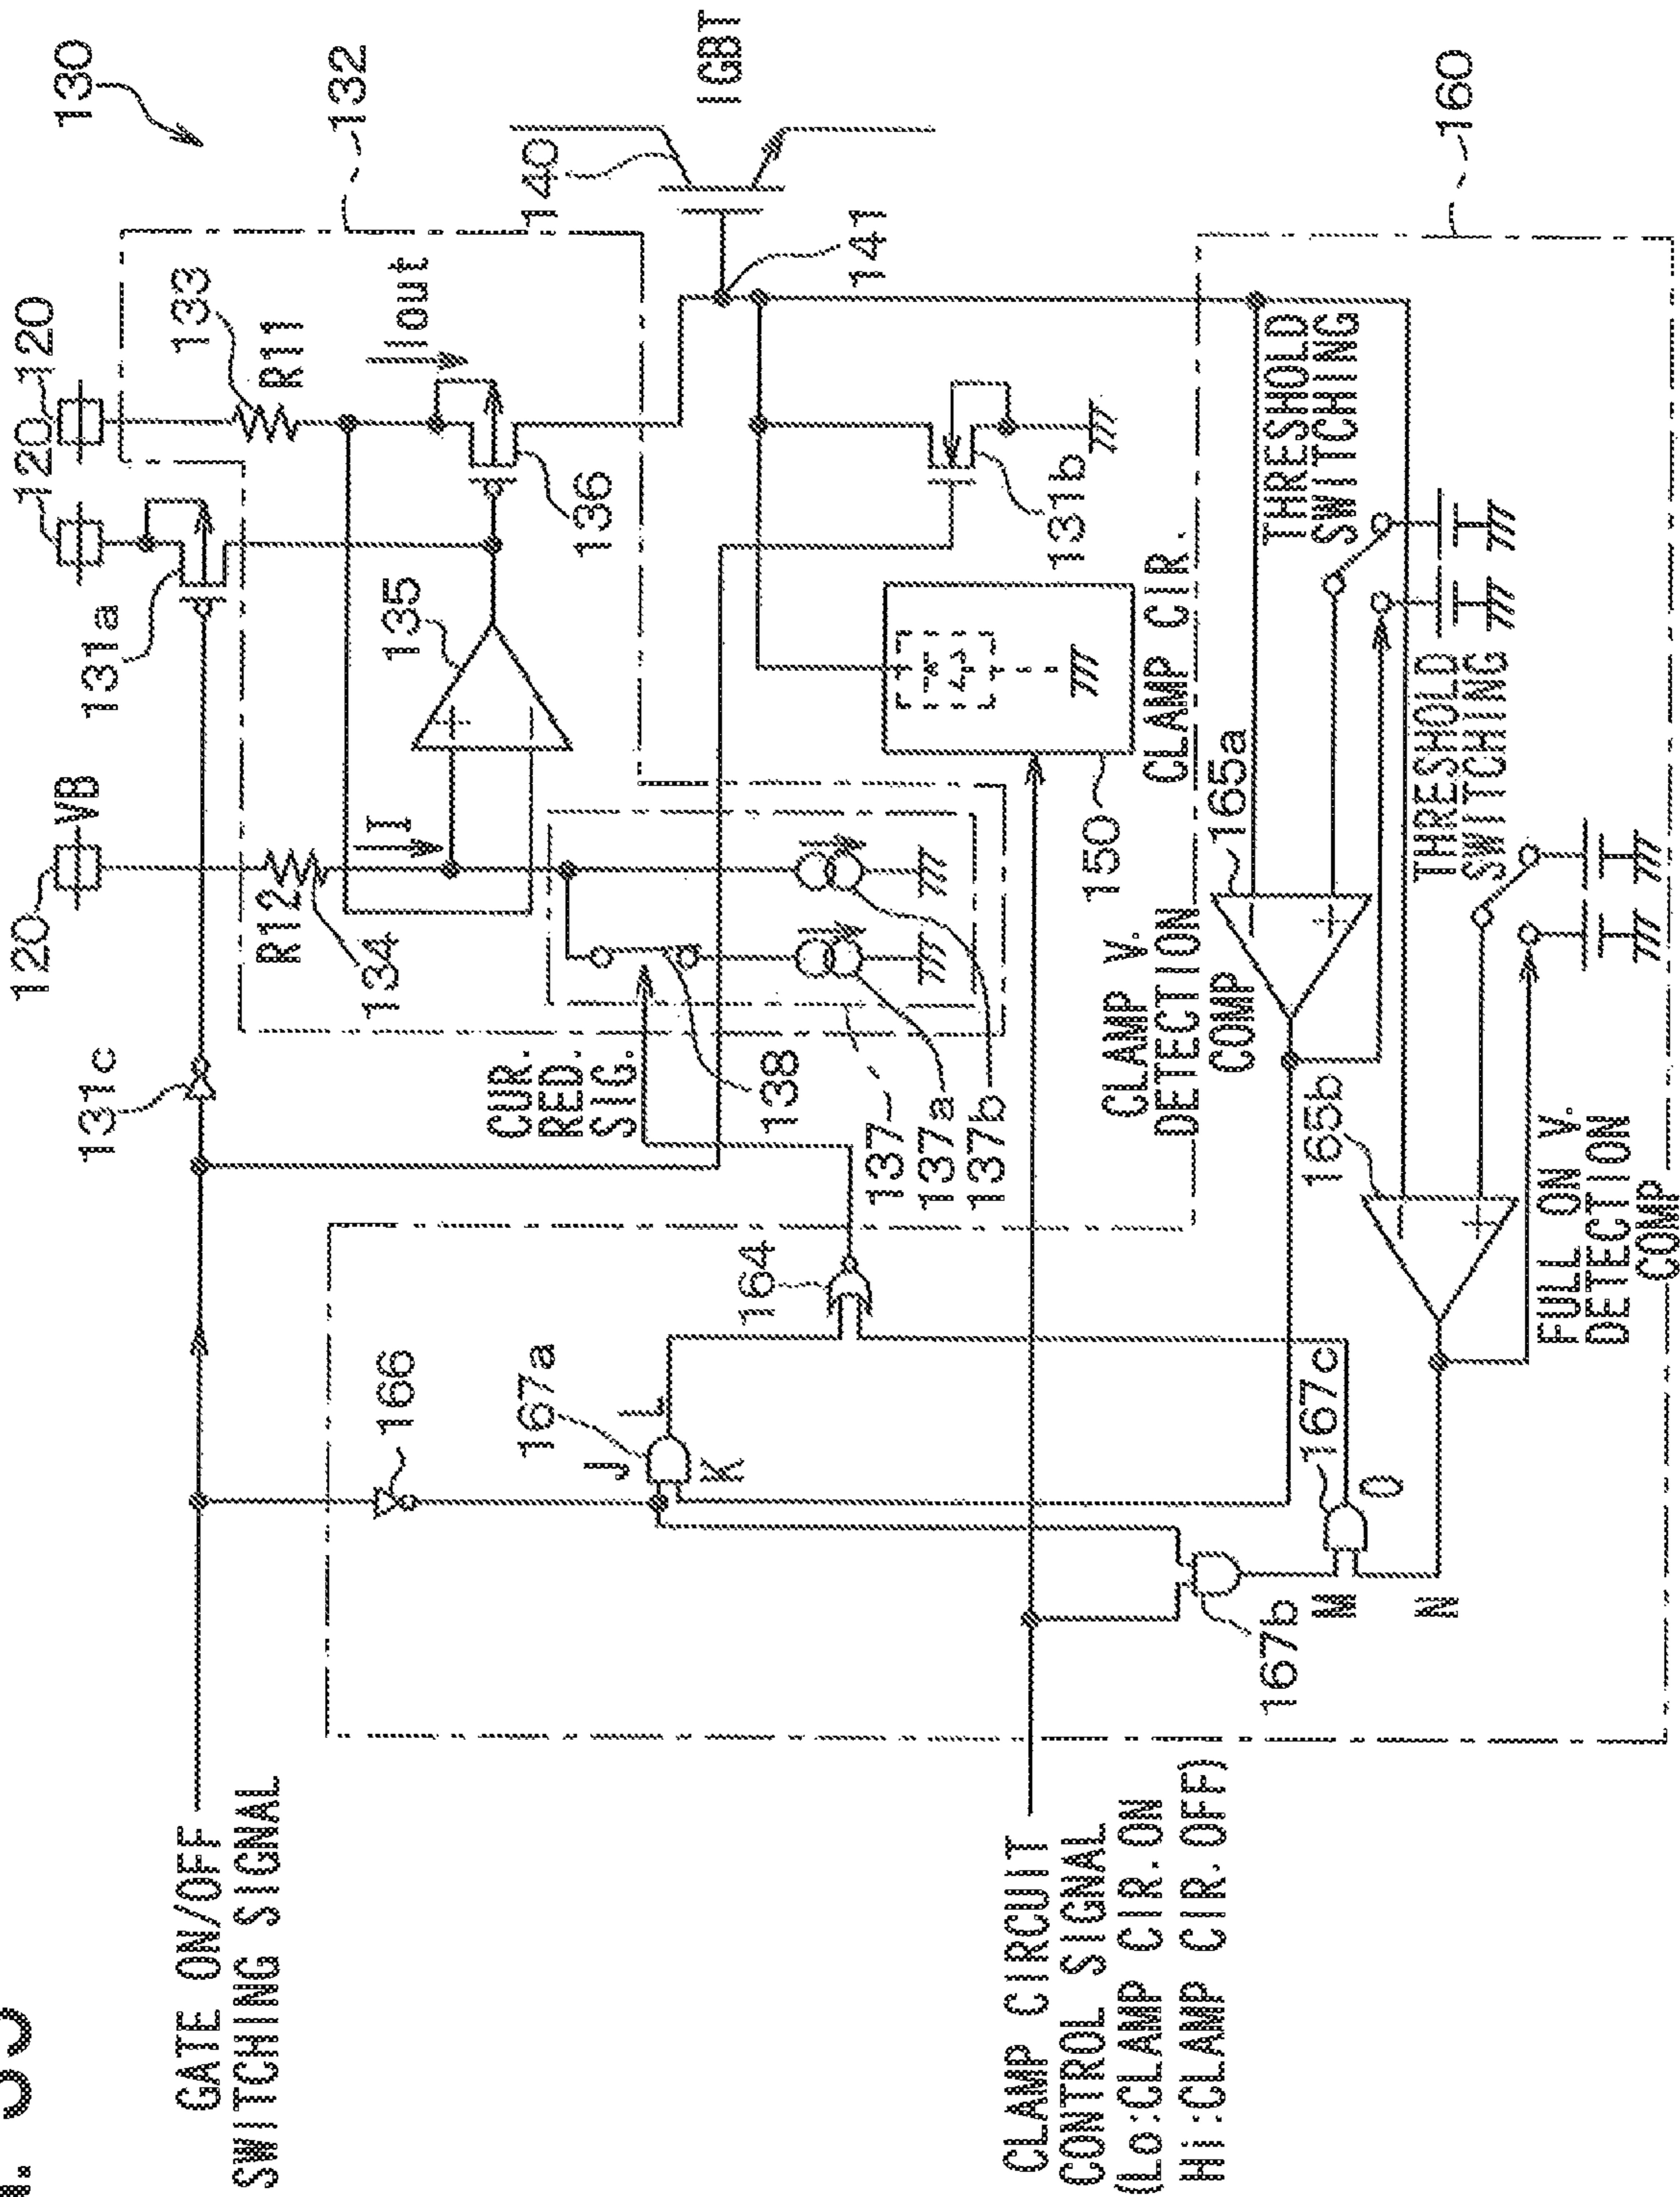 130
120
120
120
VB
131a
133
R11
132
Iout
131c
R12
134
I
+
-
135
136
140
IGBT
141
131b
GATE ON/OFF
SWITCHING SIGNAL
CUR.
RED.
SIG.
138
137
137a
137b
150
CLAMP CIR.
166
167a
J
K
L
164
CLAMP CIRCUIT
CONTROL SIGNAL
(Lo:CLAMP CIR.ON
Hi:CLAMP CIR.OFF)
CLAMP V.
DETECTION
COMP
165a
-
+
THRESHOLD
SWITCHING
160
167b
M
N
167c
O
165b
-
+
THRESHOLD
SWITCHING
FULL ON V.
DETECTION
COMP